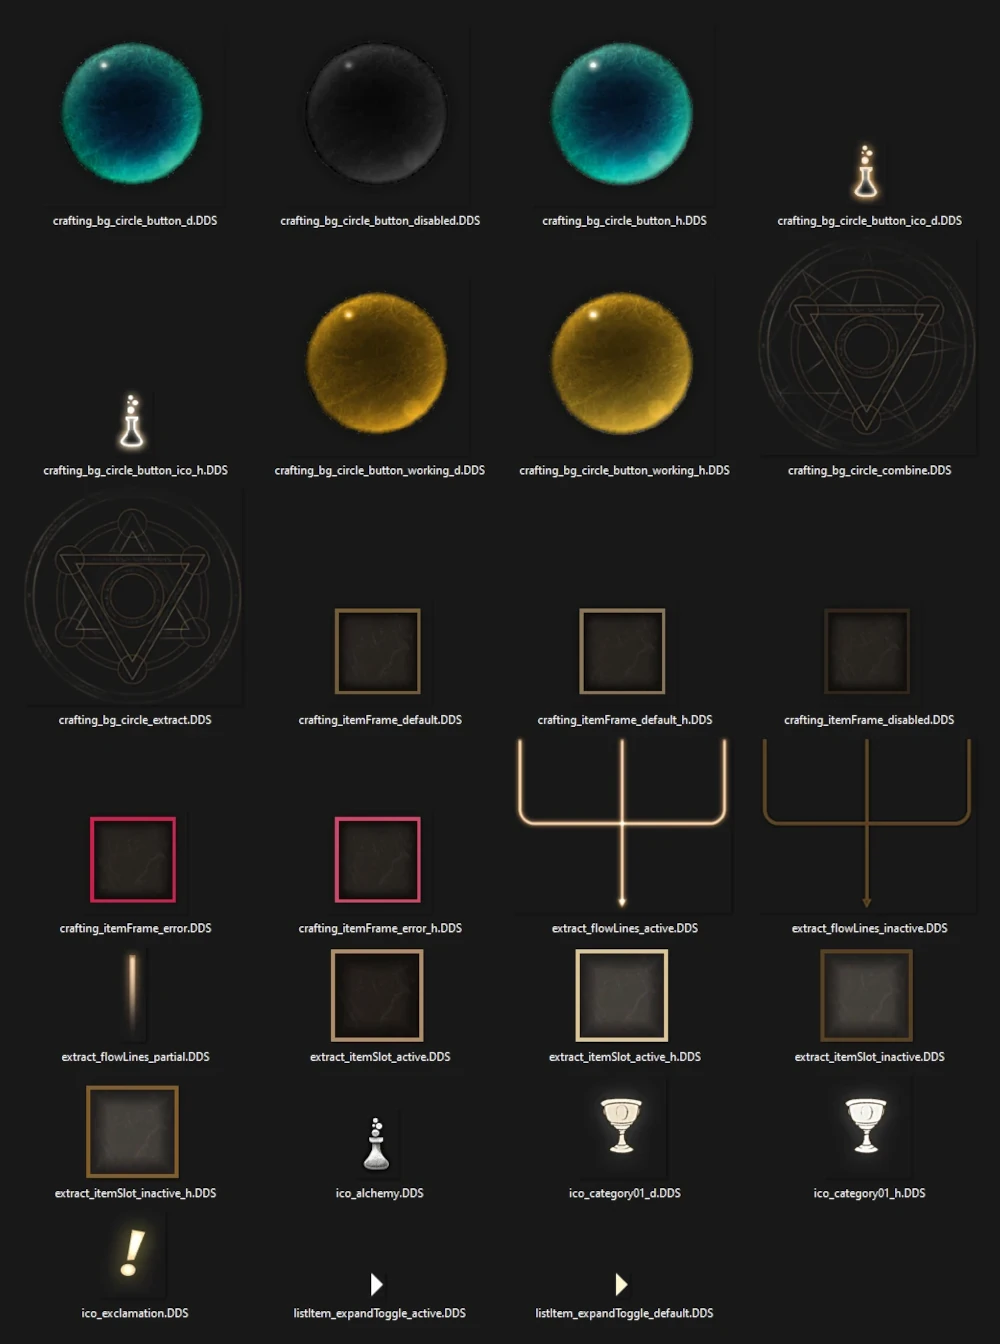 crafting_bg_circle_button_d.DDS
crafting_bg_circle_button_disabled.DDS
crafting_bg_circle_button_h.DDS
crafting_bg_circle_button_ico_d.DDS
crafting_bg_circle_button_ico_h.DDS
crafting_bg_circle_button_working_d.DDS
crafting_bg_circle_button_working_h.DDS
crafting_bg_circle_combine.DDS
crafting_bg_circle_extract.DDS
crafting_itemFrame_default.DDS
crafting_itemFrame_default_h.DDS
crafting_itemFrame_disabled.DDS
crafting_itemFrame_error.DDS
crafting_itemFrame_error_h.DDS
extract_flowLines_active.DDS
extract_flowLines_inactive.DDS
extract_flowLines_partial.DDS
extract_itemSlot_active.DDS
extract_itemSlot_active_h.DDS
extract_itemSlot_inactive.DDS
extract_itemSlot_inactive_h.DDS
ico_alchemy.DDS
ico_category01_d.DDS
ico_category01_h.DDS
ico_exclamation.DDS
listItem_expandToggle_active.DDS
listItem_expandToggle_default.DDS